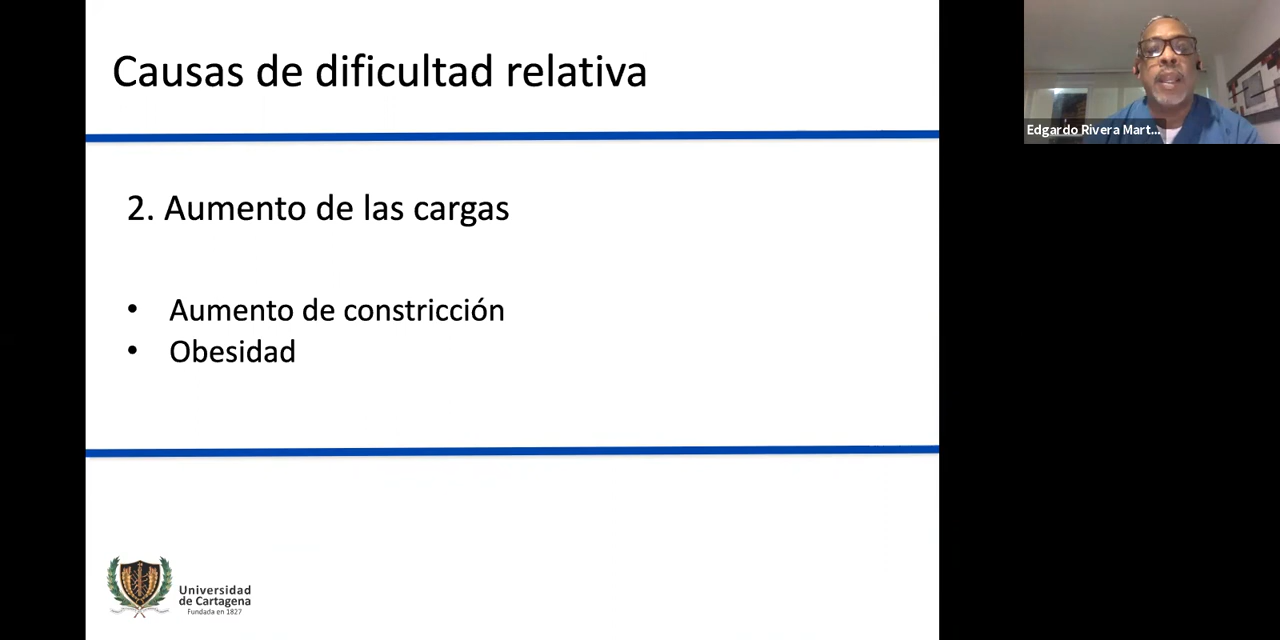 Causas de dificultad relativa
2. Aumento de las cargas
• Aumento de constricción
• Obesidad
Universidad
de Cartagena
Fundada en 1827
Edgardo Rivera Mart...